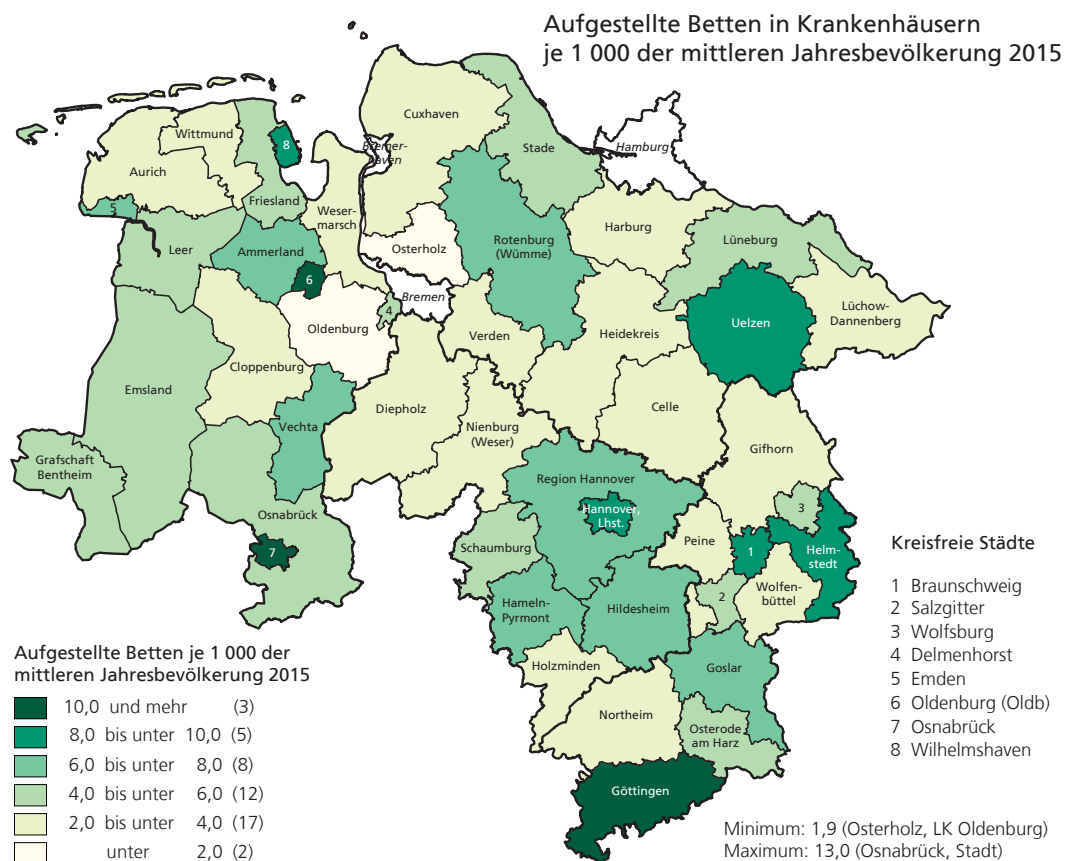 Aufgestellte Betten in Krankenhäusern
je 1 000 der mittleren Jahresbevölkerung 2015
Cuxhaven
Wittmund
8
Bremer-
haven
Stade
Hamburg
Aurich
Friesland
5
Weser-
marsch
Harburg
Leer
Ammerland
Osterholz
Rotenburg
(Wümme)
Lüneburg
6
Bremen
4
Oldenburg
Uelzen
Lüchow-
Dannenberg
Verden
Heidekreis
Cloppenburg
Emsland
Diepholz
Celle
Vechta
Nienburg
(Weser)
Gifhorn
Grafschaft
Bentheim
Region Hannover
Osnabrück
Hannover,
Lhst.
3
7
Schaumburg
Peine
1
Helm-
stedt
Wolfen-
büttel
2
Hameln-
Pyrmont
Hildesheim
Holzminden
Goslar
Northeim
Osterode
am Harz
Göttingen
Kreisfreie Städte
1 Braunschweig
2 Salzgitter
3 Wolfsburg
4 Delmenhorst
5 Emden
6 Oldenburg (Oldb)
7 Osnabrück
8 Wilhelmshaven
Aufgestellte Betten je 1 000 der
mittleren Jahresbevölkerung 2015
10,0 und mehr (3)
8,0 bis unter 10,0 (5)
6,0 bis unter 8,0 (8)
4,0 bis unter 6,0 (12)
2,0 bis unter 4,0 (17)
unter 2,0 (2)
Minimum: 1,9 (Osterholz, LK Oldenburg)
Maximum: 13,0 (Osnabrück, Stadt)